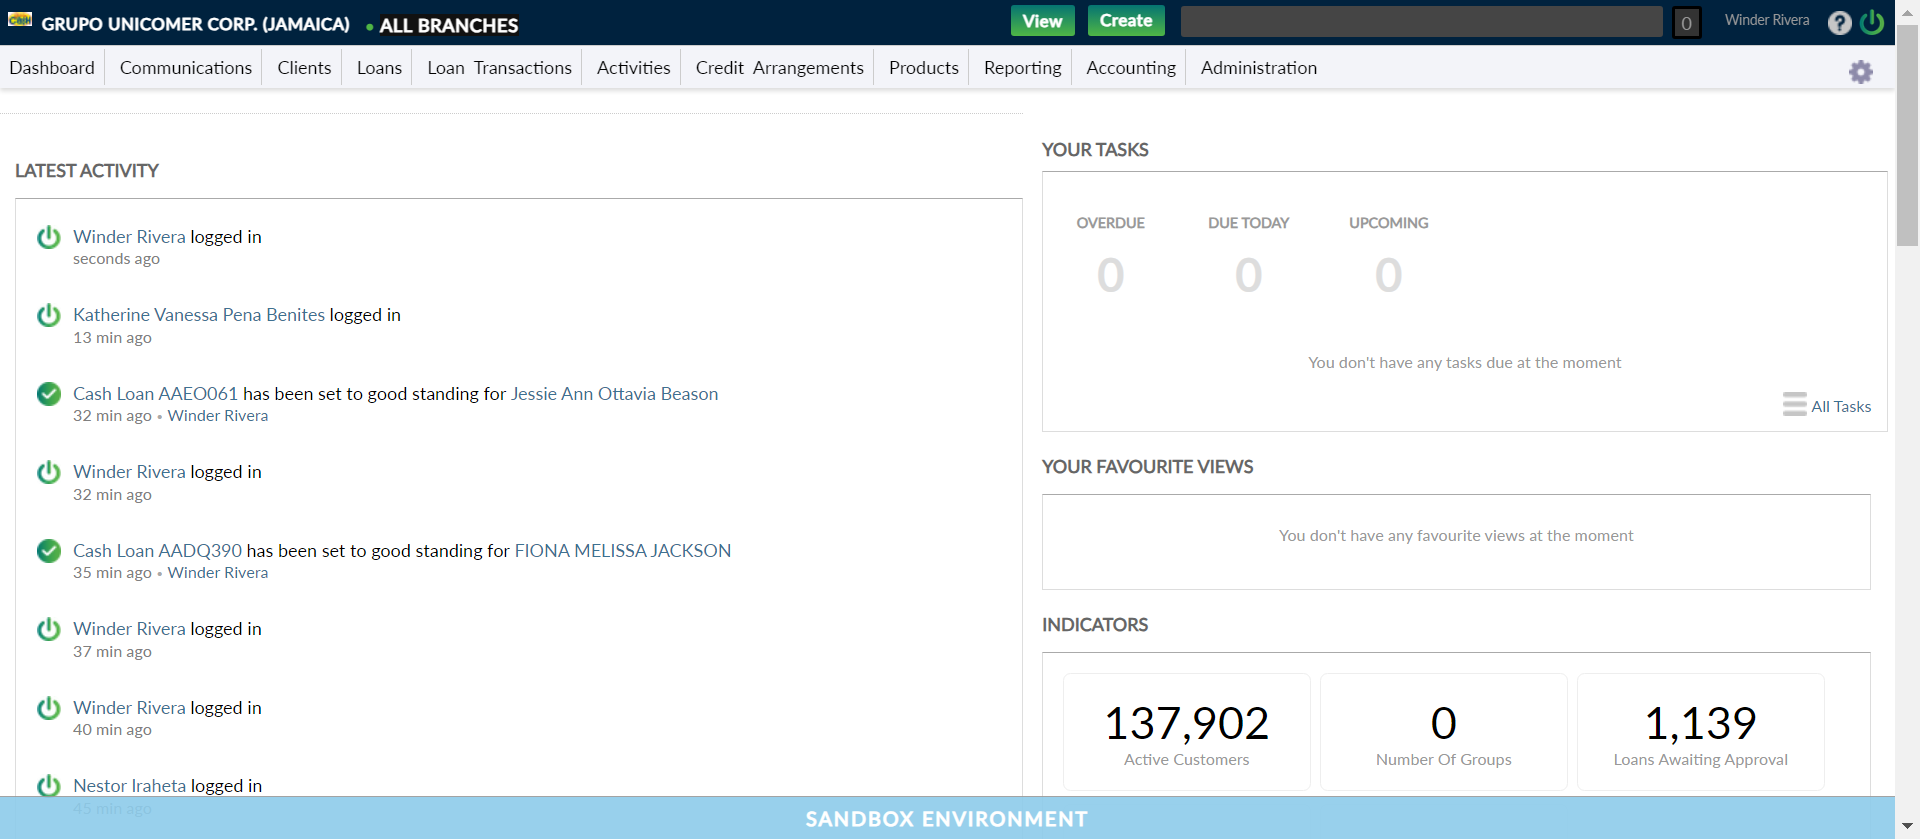 GRUPO UNICOMER CORP. (JAMAICA) • ALL BRANCHES
View Create 0 Winder Rivera ?
Dashboard Communications Clients Loans Loan Transactions Activities Credit Arrangements Products Reporting Accounting Administration
LATEST ACTIVITY
Winder Rivera logged in
seconds ago
Katherine Vanessa Pena Benites logged in
13 min ago
Cash Loan AAEO061 has been set to good standing for Jessie Ann Ottavia Beason
32 min ago • Winder Rivera
Winder Rivera logged in
32 min ago
Cash Loan AADQ390 has been set to good standing for FIONA MELISSA JACKSON
35 min ago • Winder Rivera
Winder Rivera logged in
37 min ago
Winder Rivera logged in
40 min ago
Nestor Iraheta logged in
45 min ago
YOUR TASKS
OVERDUE DUE TODAY UPCOMING
0 0 0
You don't have any tasks due at the moment
All Tasks
YOUR FAVOURITE VIEWS
You don't have any favourite views at the moment
INDICATORS
137,902 0 1,139
Active Customers Number Of Groups Loans Awaiting Approval
SANDBOX ENVIRONMENT